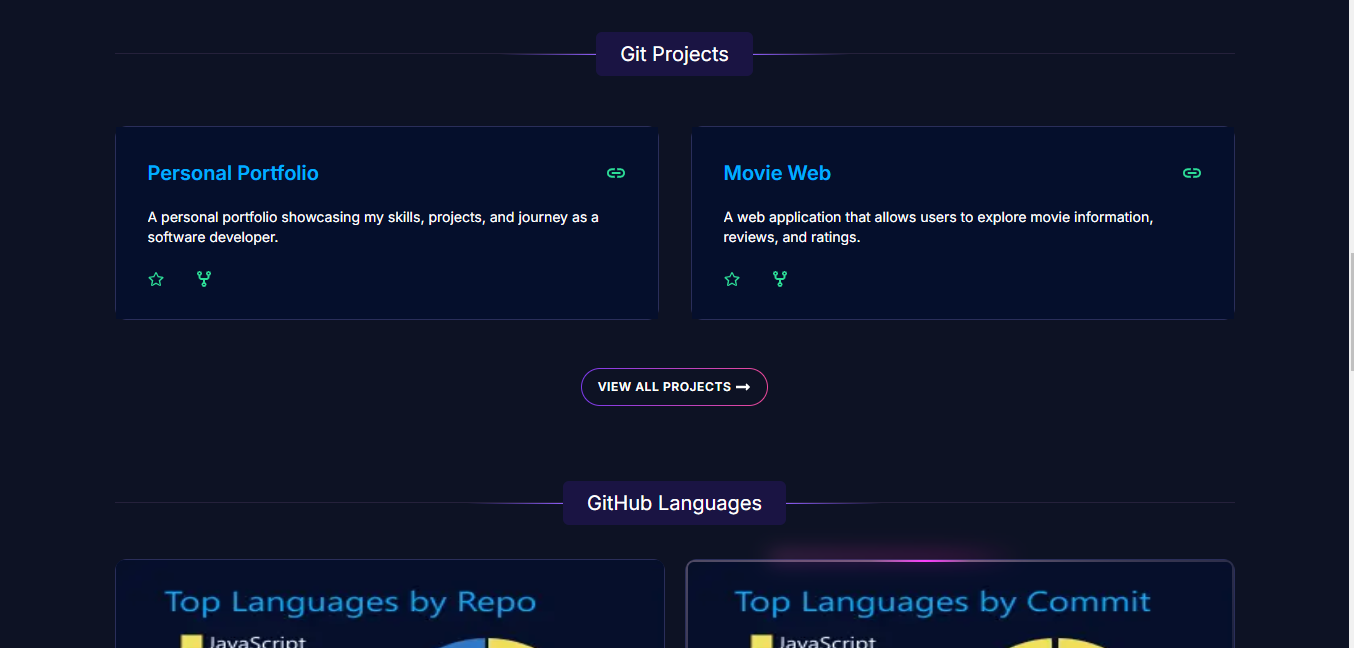 Git Projects
Personal Portfolio
A personal portfolio showcasing my skills, projects, and journey as a
software developer.
Movie Web
A web application that allows users to explore movie information,
reviews, and ratings.
VIEW ALL PROJECTS
GitHub Languages
Top Languages by Repo
JavaScript
Top Languages by Commit
JavaScript